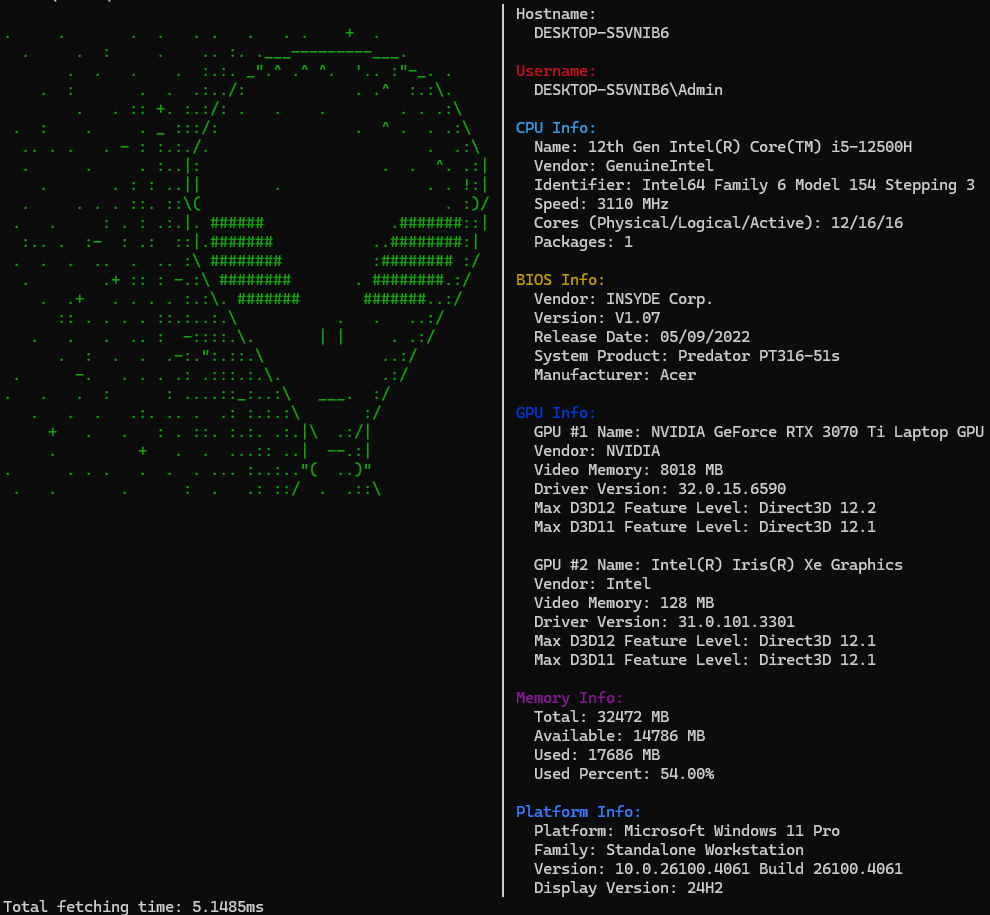 Hostname:
DESKTOP-S5VNIB6
Username:
DESKTOP-S5VNIB6\Admin
CPU Info:
Name: 12th Gen Intel(R) Core(TM) i5-12500H
Vendor: GenuineIntel
Identifier: Intel64 Family 6 Model 154 Stepping 3
Speed: 3110 MHz
Cores (Physical/Logical/Active): 12/16/16
Packages: 1
BIOS Info:
Vendor: INSYDE Corp.
Version: V1.07
Release Date: 05/09/2022
System Product: Predator PT316-51s
Manufacturer: Acer
GPU Info:
GPU #1 Name: NVIDIA GeForce RTX 3070 Ti Laptop GPU
Vendor: NVIDIA
Video Memory: 8018 MB
Driver Version: 32.0.15.6590
Max D3D12 Feature Level: Direct3D 12.2
Max D3D11 Feature Level: Direct3D 12.1
GPU #2 Name: Intel(R) Iris(R) Xe Graphics
Vendor: Intel
Video Memory: 128 MB
Driver Version: 31.0.101.3301
Max D3D12 Feature Level: Direct3D 12.1
Max D3D11 Feature Level: Direct3D 12.1
Memory Info:
Total: 32472 MB
Available: 14786 MB
Used: 17686 MB
Used Percent: 54.00%
Platform Info:
Platform: Microsoft Windows 11 Pro
Family: Standalone Workstation
Version: 10.0.26100.4061 Build 26100.4061
Display Version: 24H2
Total fetching time: 5.1485ms